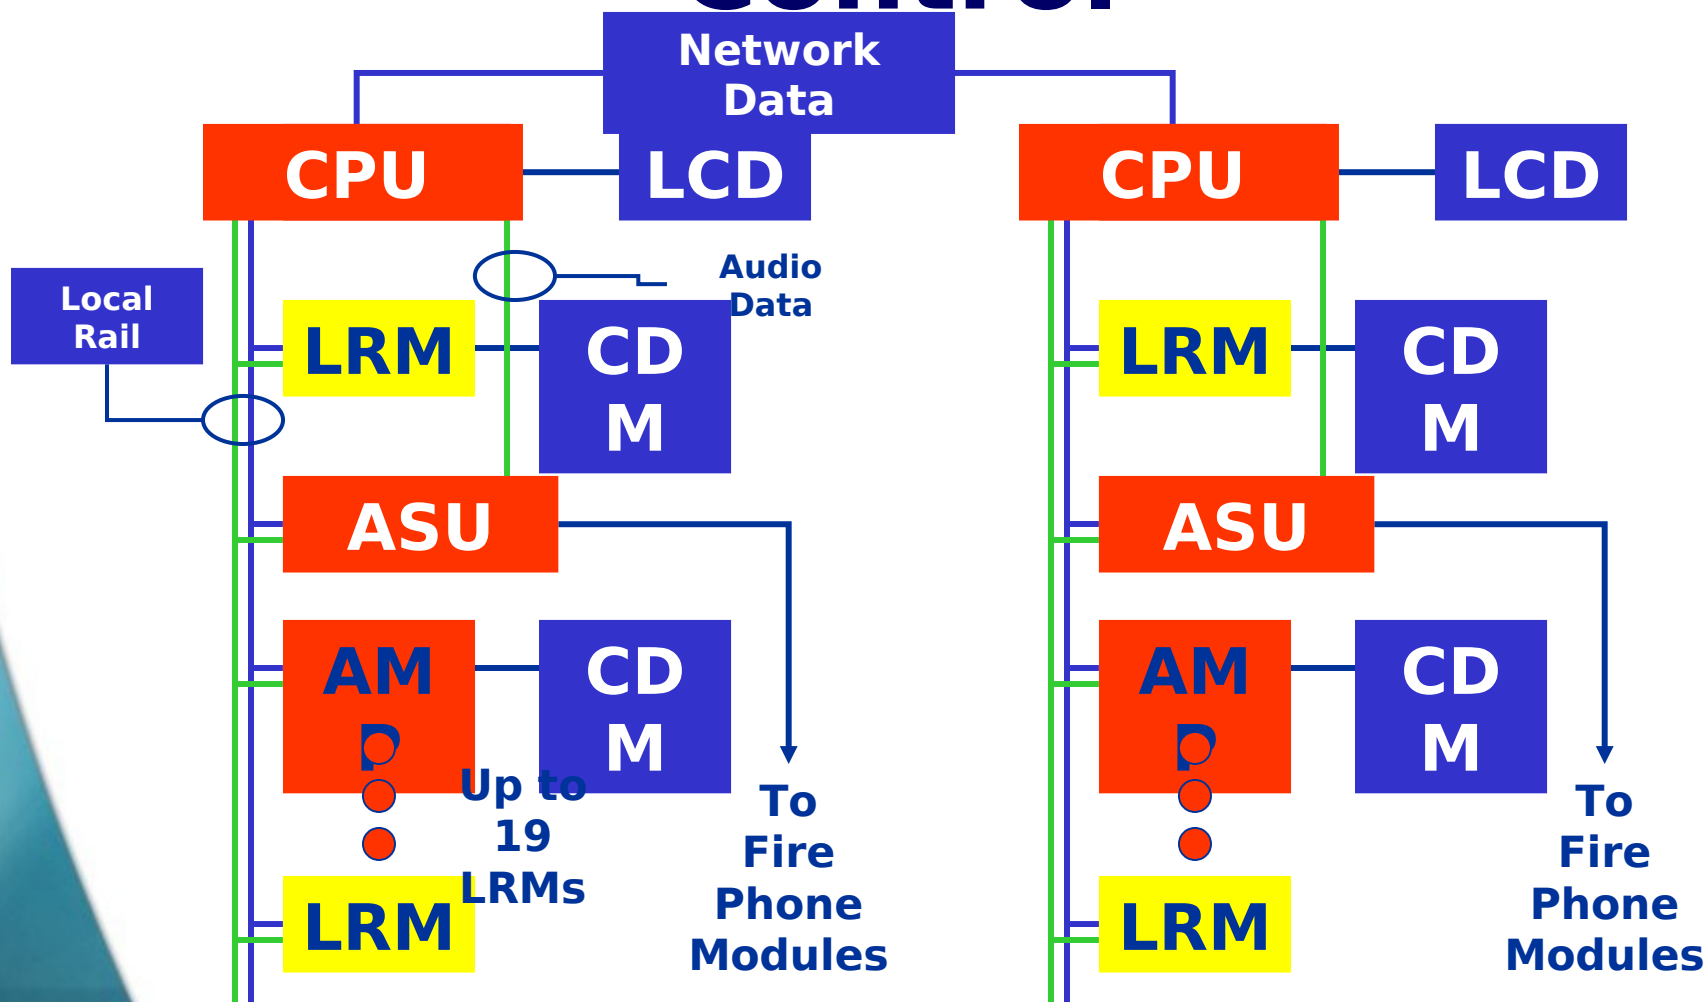 Control
Network
Data
CPU
LCD
CPU
LCD
Audio
Data
Local
Rail
LRM
CD
M
LRM
CD
M
ASU
ASU
AM
P
CD
M
AM
P
CD
M
Up to
19
LRMs
To
Fire
Phone
Modules
To
Fire
Phone
Modules
LRM
LRM